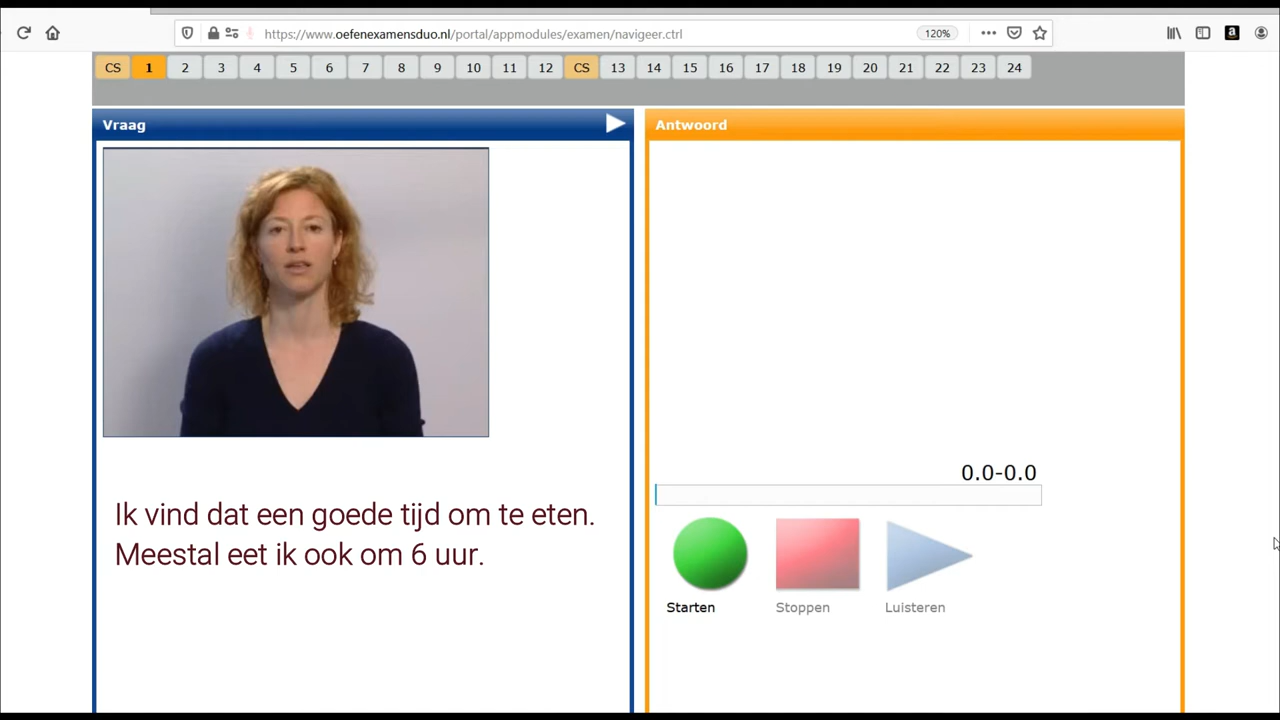 https://www.oefenexamensduo.nl/portal/appmodules/examen/navigeer.ctrl
120%
CS 1 2 3 4 5 6 7 8 9 10 11 12 CS 13 14 15 16 17 18 19 20 21 22 23 24
Vraag
Antwoord
0.0-0.0
Ik vind dat een goede tijd om te eten.
Meestal eet ik ook om 6 uur.
Starten Stoppen Luisteren